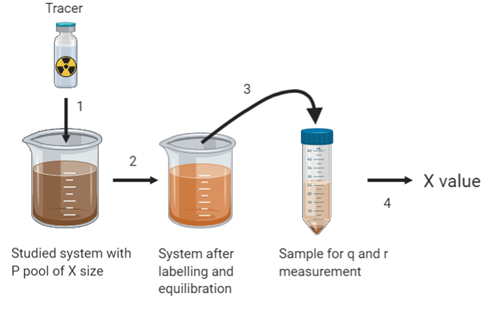 Tracer
1
2
3
4
X value
Studied system with
P pool of X size
System after
labelling and
equilibration
Sample for q and r
measurement